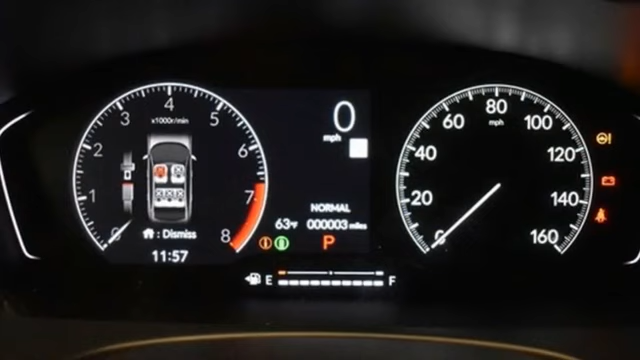 4
3
5
x1000r/min
2
6
1
7
0
8
: Dismiss
11:57
0
mph
NORMAL
63°F 000003 miles
P
E F
80
60 100
mph
40 120
20 140
0 160